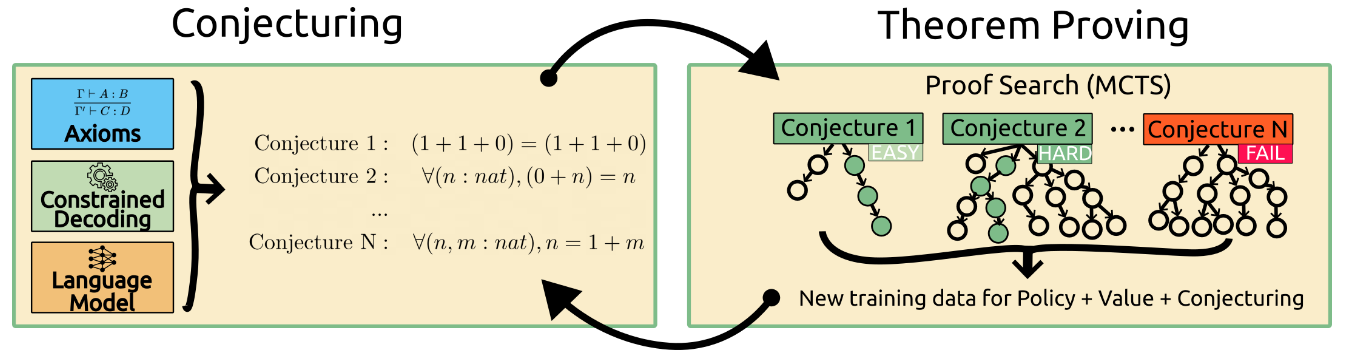 Conjecturing
Γ ⊢ A : B
Γ′ ⊢ C : D
Axioms
Constrained
Decoding
Language
Model
Conjecture 1 : (1 + 1 + 0) = (1 + 1 + 0)
Conjecture 2 : ∀(n : nat), (0 + n) = n
...
Conjecture N : ∀(n, m : nat), n = 1 + m
Theorem Proving
Proof Search (MCTS)
Conjecture 1
EASY
Conjecture 2
HARD
...
Conjecture N
FAIL
New training data for Policy + Value + Conjecturing